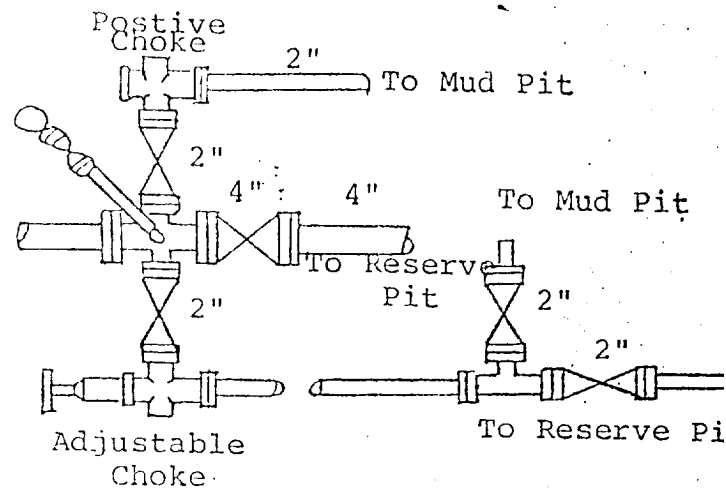 Postive
Choke
2"
To Mud Pit
2"
4"
4"
To Mud Pit
To Reserve
Pit
2"
2"
2"
To Reserve Pi
Adjustable
Choke